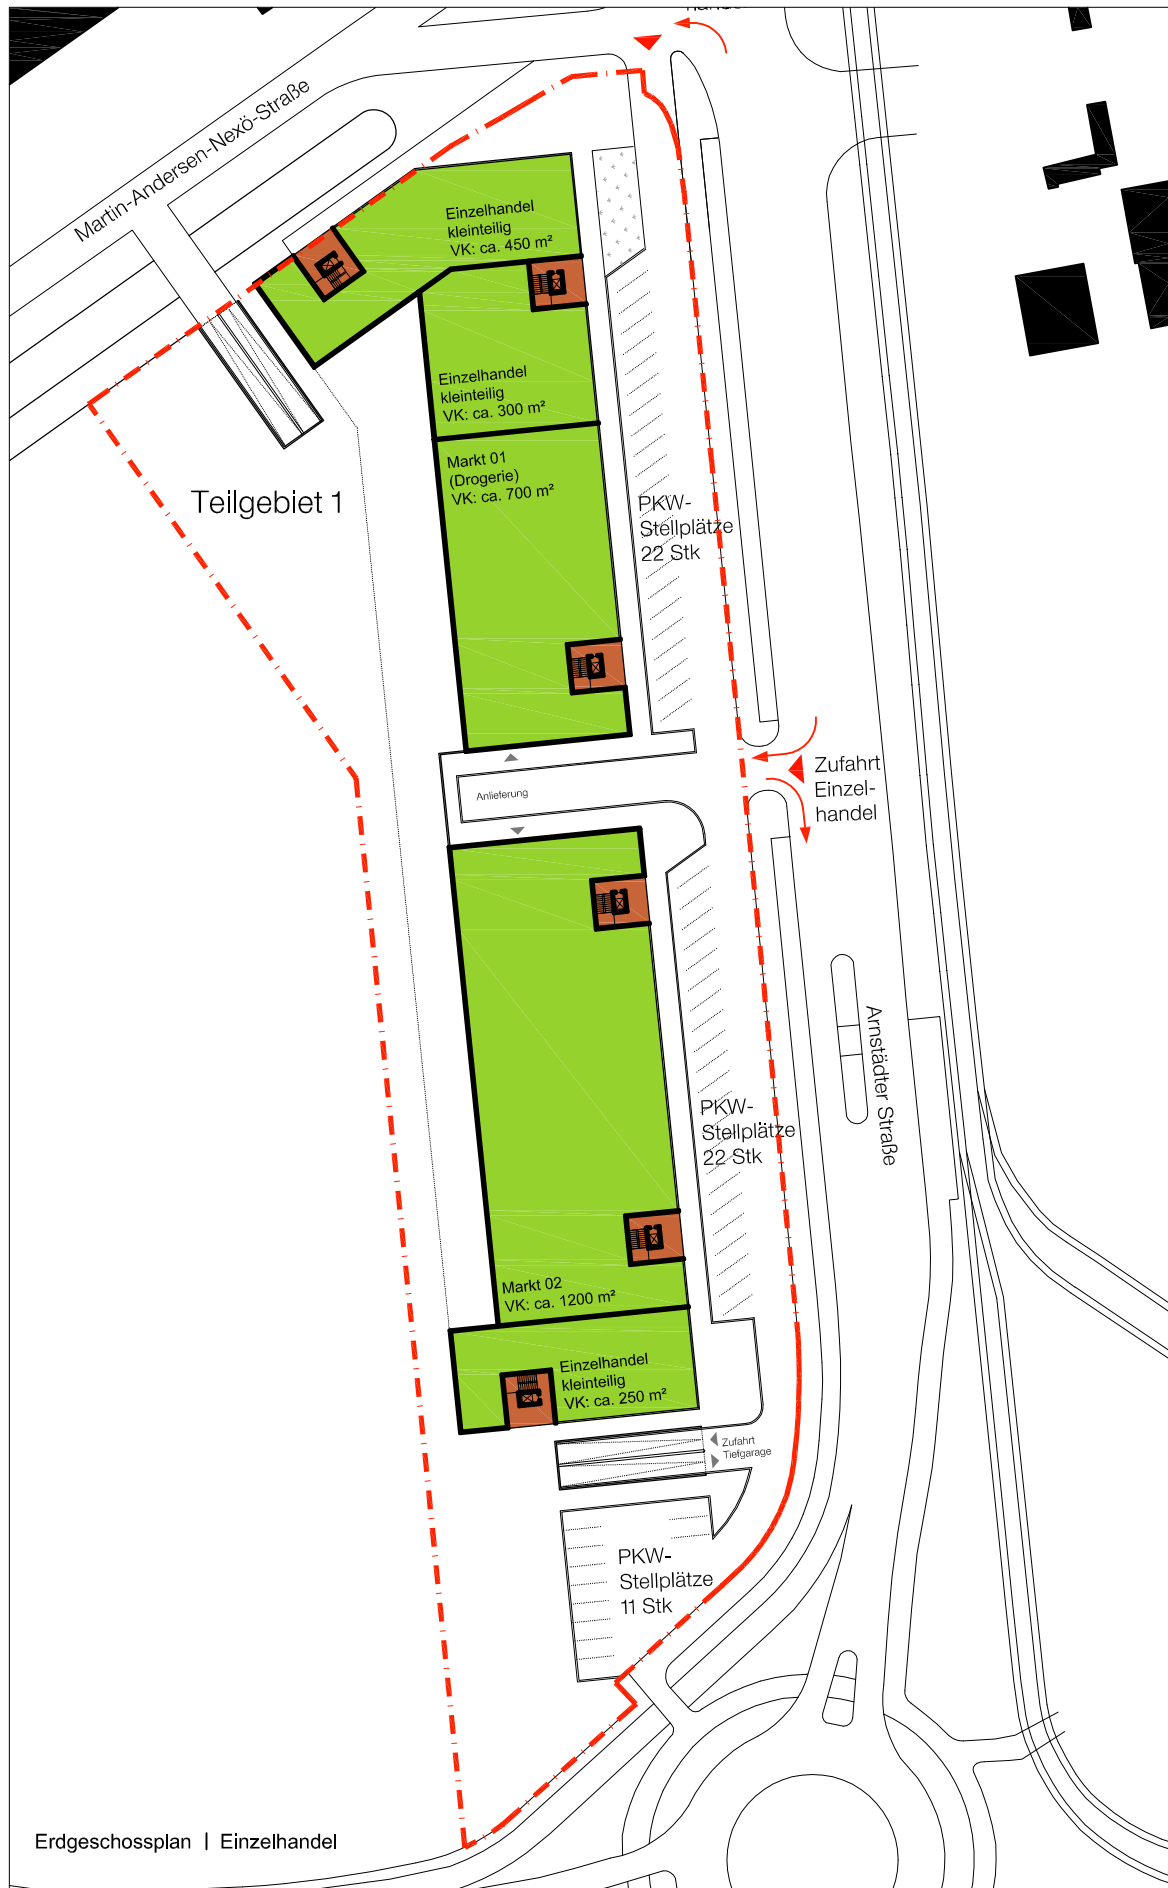 Martin-Andersen-Nexö-Straße
Einzelhandel
kleinteilig
VK: ca. 450 m²
Einzelhandel
kleinteilig
VK: ca. 300 m²
Markt 01
(Drogerie)
VK: ca. 700 m²
Teilgebiet 1
PKW-
Stellplätze
22 Stk
Zufahrt
Einzel-
handel
Anlieferung
Arnstädter Straße
PKW-
Stellplätze
22 Stk
Markt 02
VK: ca. 1200 m²
Einzelhandel
kleinteilig
VK: ca. 250 m²
Zufahrt
Tiefgarage
PKW-
Stellplätze
11 Stk
Erdgeschossplan | Einzelhandel